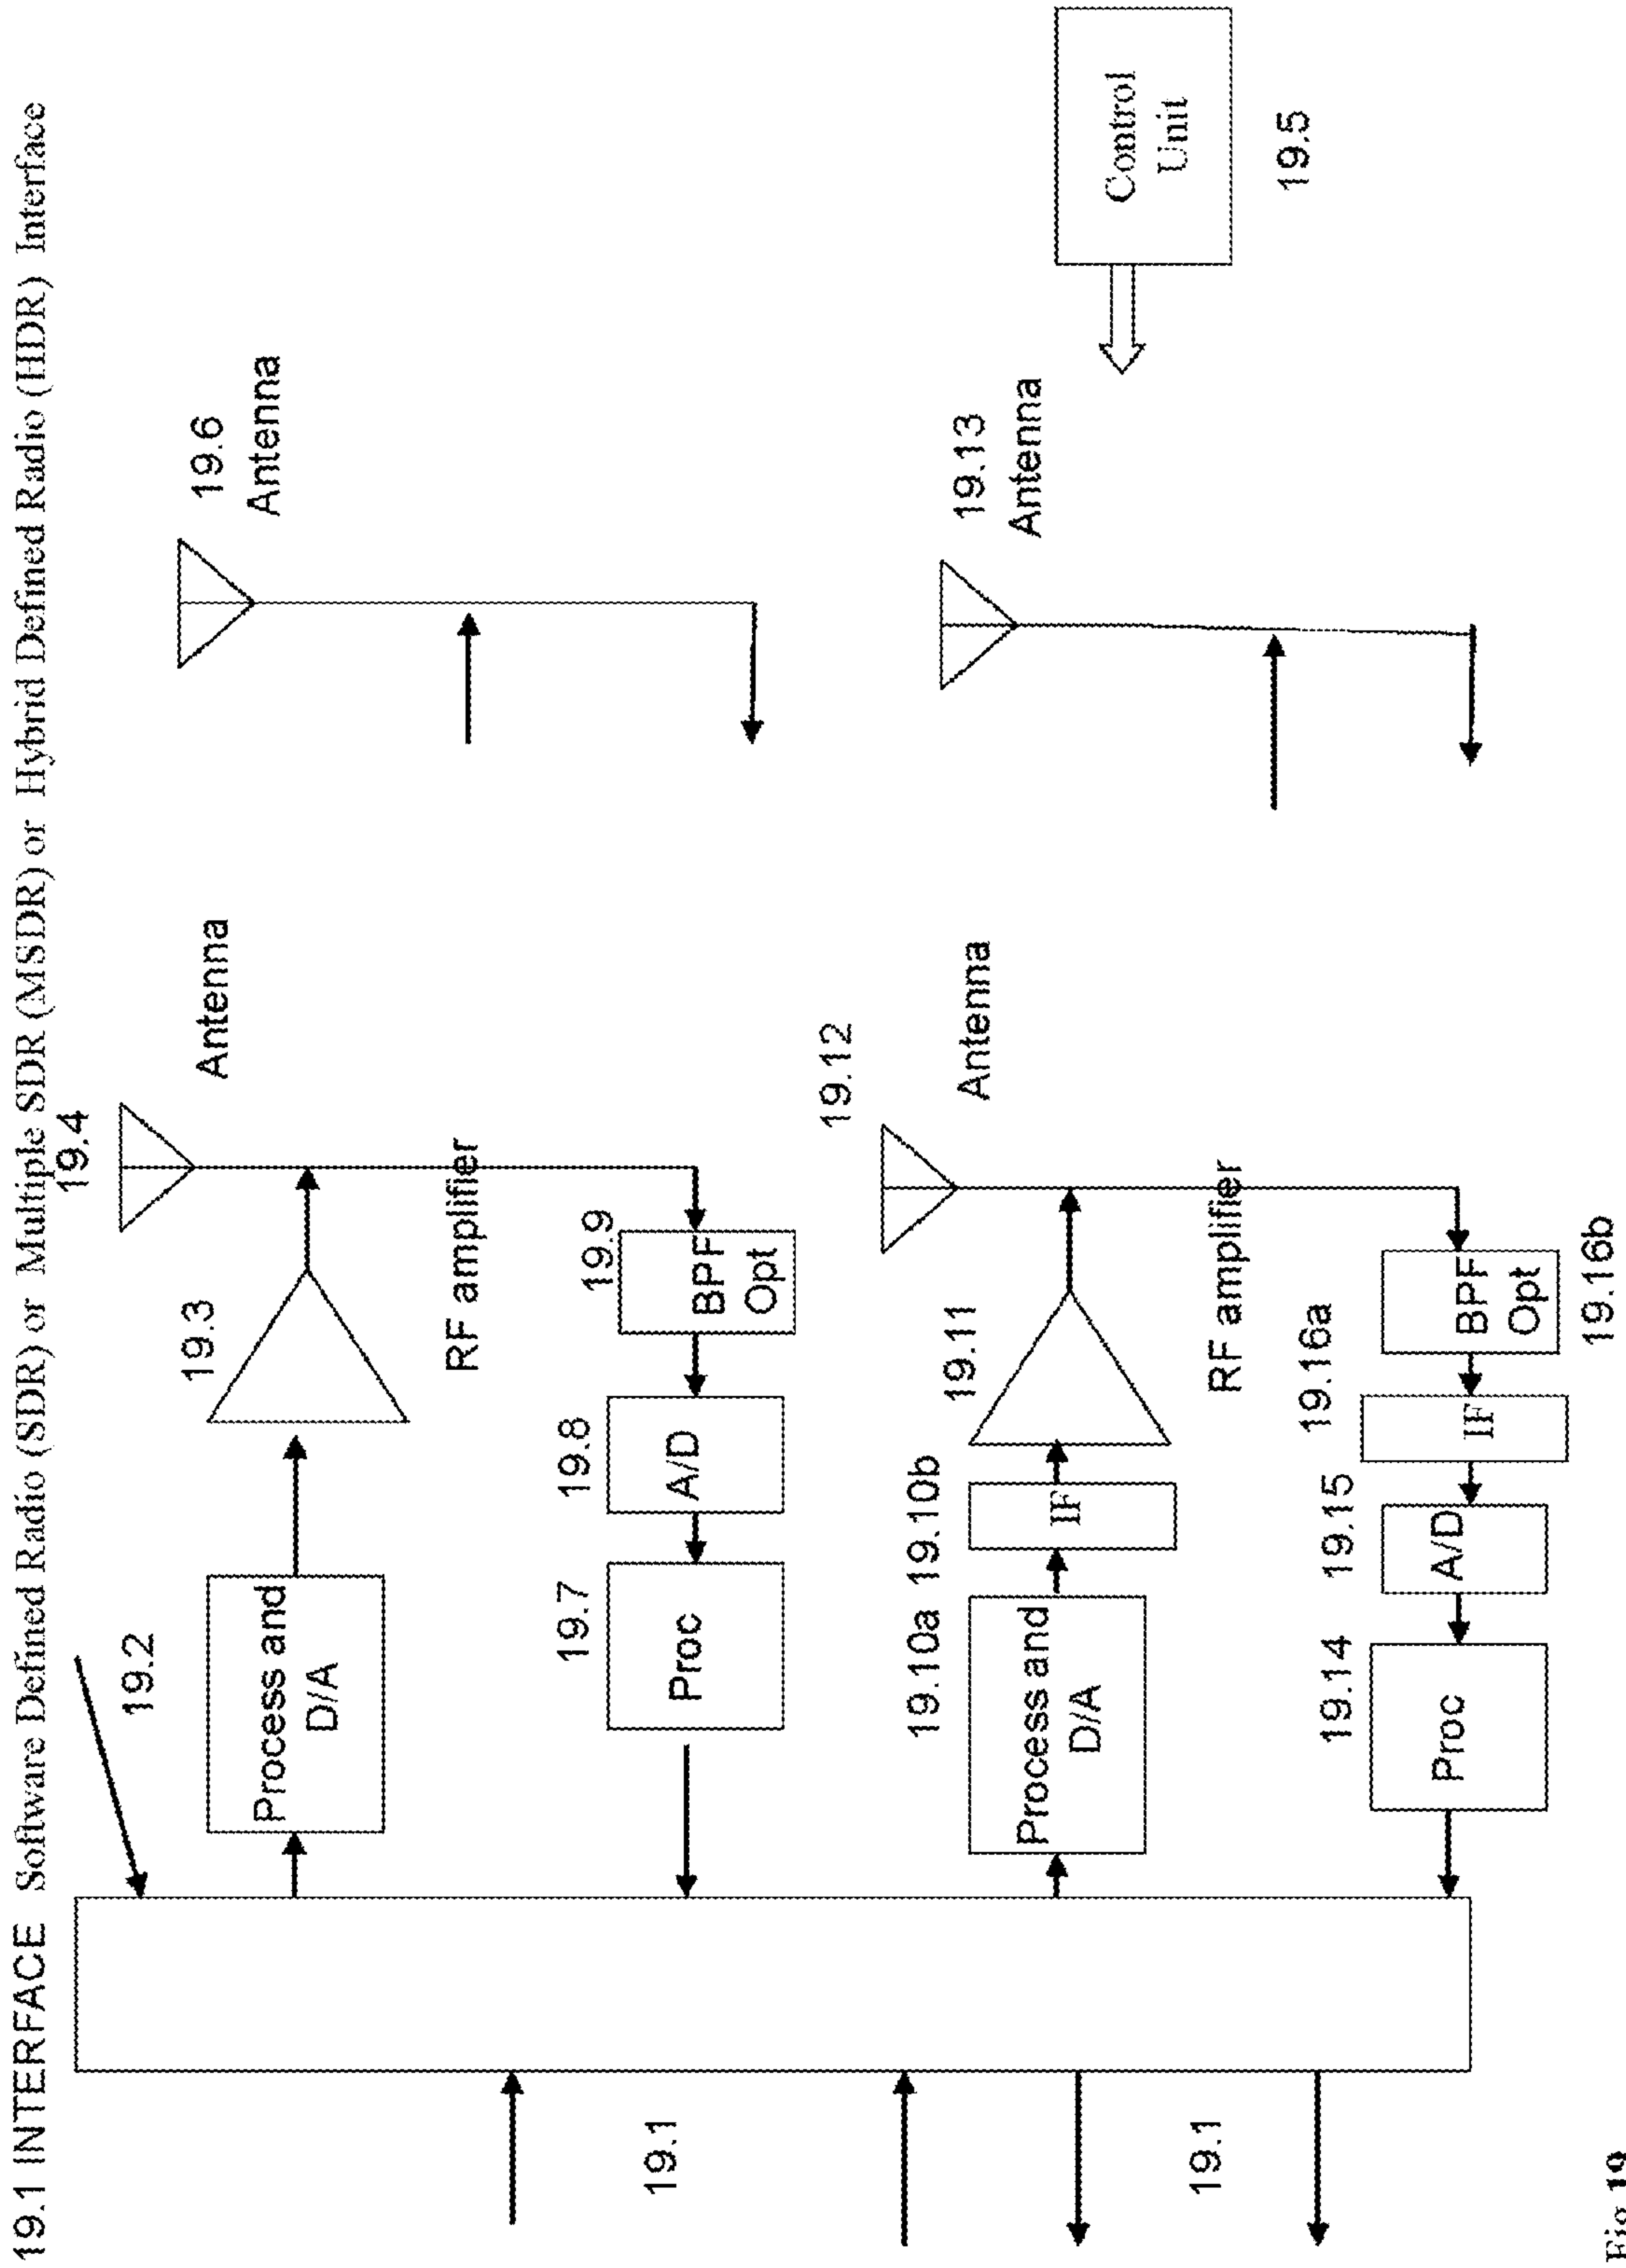 19.1 INTERFACE Software Defined Radio (SDR) or Multiple SDR (MSDR) or Hybrid Defined Radio (HDR) Interface
19.4
19.2
19.3
Antenna
19.6
Antenna
Process and
D/A
RF amplifier
19.7
19.8
19.9
Proc
A/D
BPF
Opt
19.1
19.12
19.10a
19.10b
19.11
Antenna
19.13
Antenna
Process and
D/A
IF
RF amplifier
Control
Unit
19.5
19.1
19.14
19.15
19.16a
Proc
A/D
IF
BPF
Opt
19.16b
Fig 19